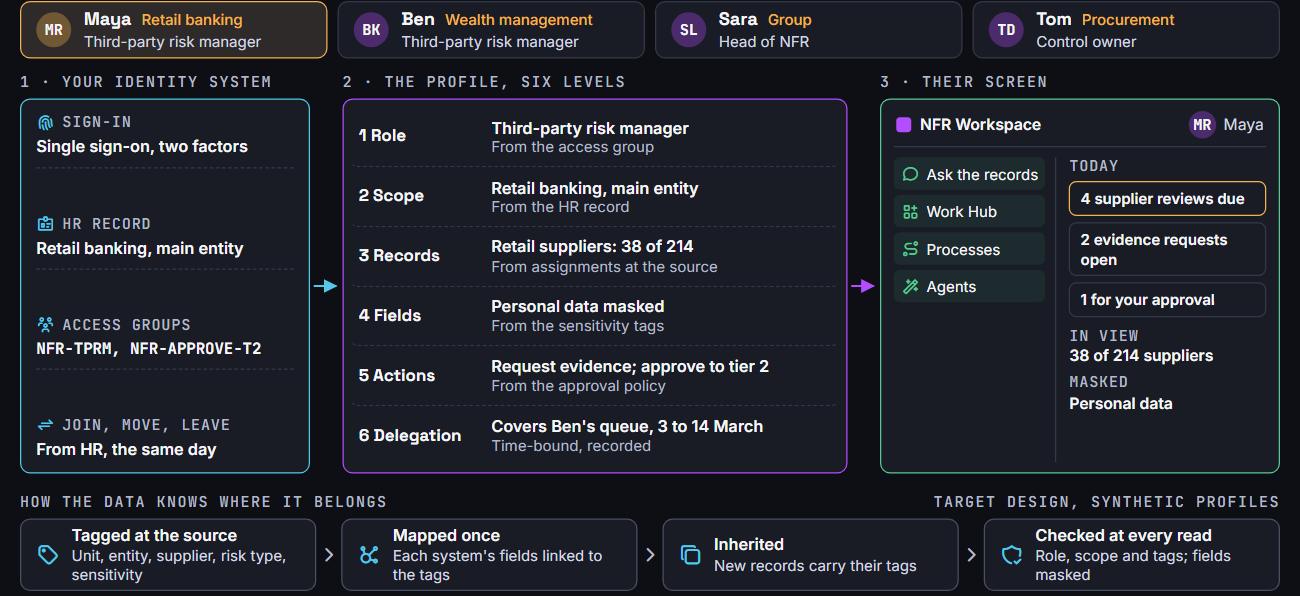 MR Maya Retail banking
Third-party risk manager
BK Ben Wealth management
Third-party risk manager
SL Sara Group
Head of NFR
TD Tom Procurement
Control owner
1 · YOUR IDENTITY SYSTEM
SIGN-IN
Single sign-on, two factors
HR RECORD
Retail banking, main entity
ACCESS GROUPS
NFR-TPRM, NFR-APPROVE-T2
JOIN, MOVE, LEAVE
From HR, the same day
2 · THE PROFILE, SIX LEVELS
1 Role
Third-party risk manager
From the access group
2 Scope
Retail banking, main entity
From the HR record
3 Records
Retail suppliers: 38 of 214
From assignments at the source
4 Fields
Personal data masked
From the sensitivity tags
5 Actions
Request evidence; approve to tier 2
From the approval policy
6 Delegation
Covers Ben's queue, 3 to 14 March
Time-bound, recorded
3 · THEIR SCREEN
NFR Workspace
MR Maya
Ask the records
Work Hub
Processes
Agents
TODAY
4 supplier reviews due
2 evidence requests
open
1 for your approval
IN VIEW
38 of 214 suppliers
MASKED
Personal data
HOW THE DATA KNOWS WHERE IT BELONGS
TARGET DESIGN, SYNTHETIC PROFILES
Tagged at the source
Unit, entity, supplier, risk type,
sensitivity
Mapped once
Each system's fields linked to
the tags
Inherited
New records carry their tags
Checked at every read
Role, scope and tags; fields
masked